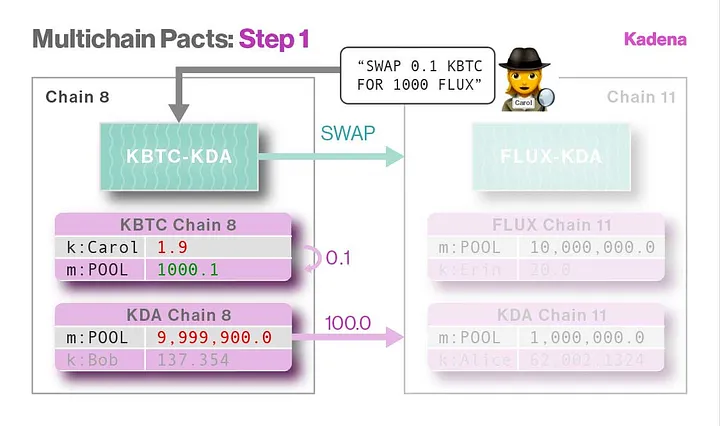 Multichain Pacts: Step 1
Kadena
“SWAP 0.1 KBTC
FOR 1000 FLUX”
Carol
Chain 8
Chain 11
KBTC-KDA
SWAP
FLUX-KDA
KBTC Chain 8
k:Carol 1.9
m:POOL 1000.1
0.1
FLUX Chain 11
m:POOL 10,000,000.0
k:Erin 20.0
KDA Chain 8
m:POOL 9,999,900.0
k:Bob 137.354
100.0
KDA Chain 11
m:POOL 1,000,000.0
k:Alice 62,002.1324